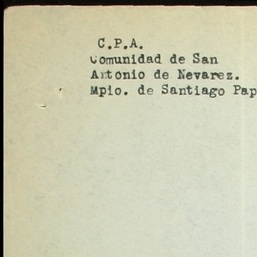 C.P.A.
Comunidad de San
Antonio de Nevarez.
Mpio. de Santiago Pap